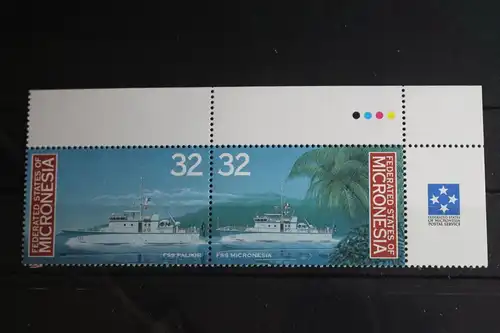 FEDERATED STATES OF
MICRONESIA
32
FSS PALIKIR
32
FSS MICRONESIA
FEDERATED STATES OF
MICRONESIA
FEDERATED STATES
OF MICRONESIA
POSTAL SERVICE